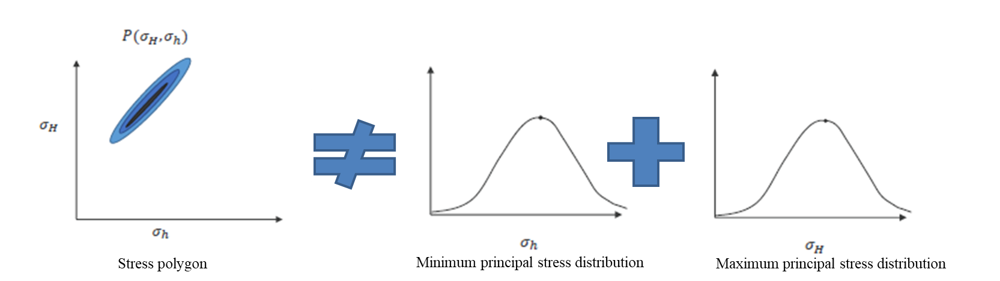 P(σH,σh)
σH
σh
Stress polygon
σh
Minimum principal stress distribution
σH
Maximum principal stress distribution